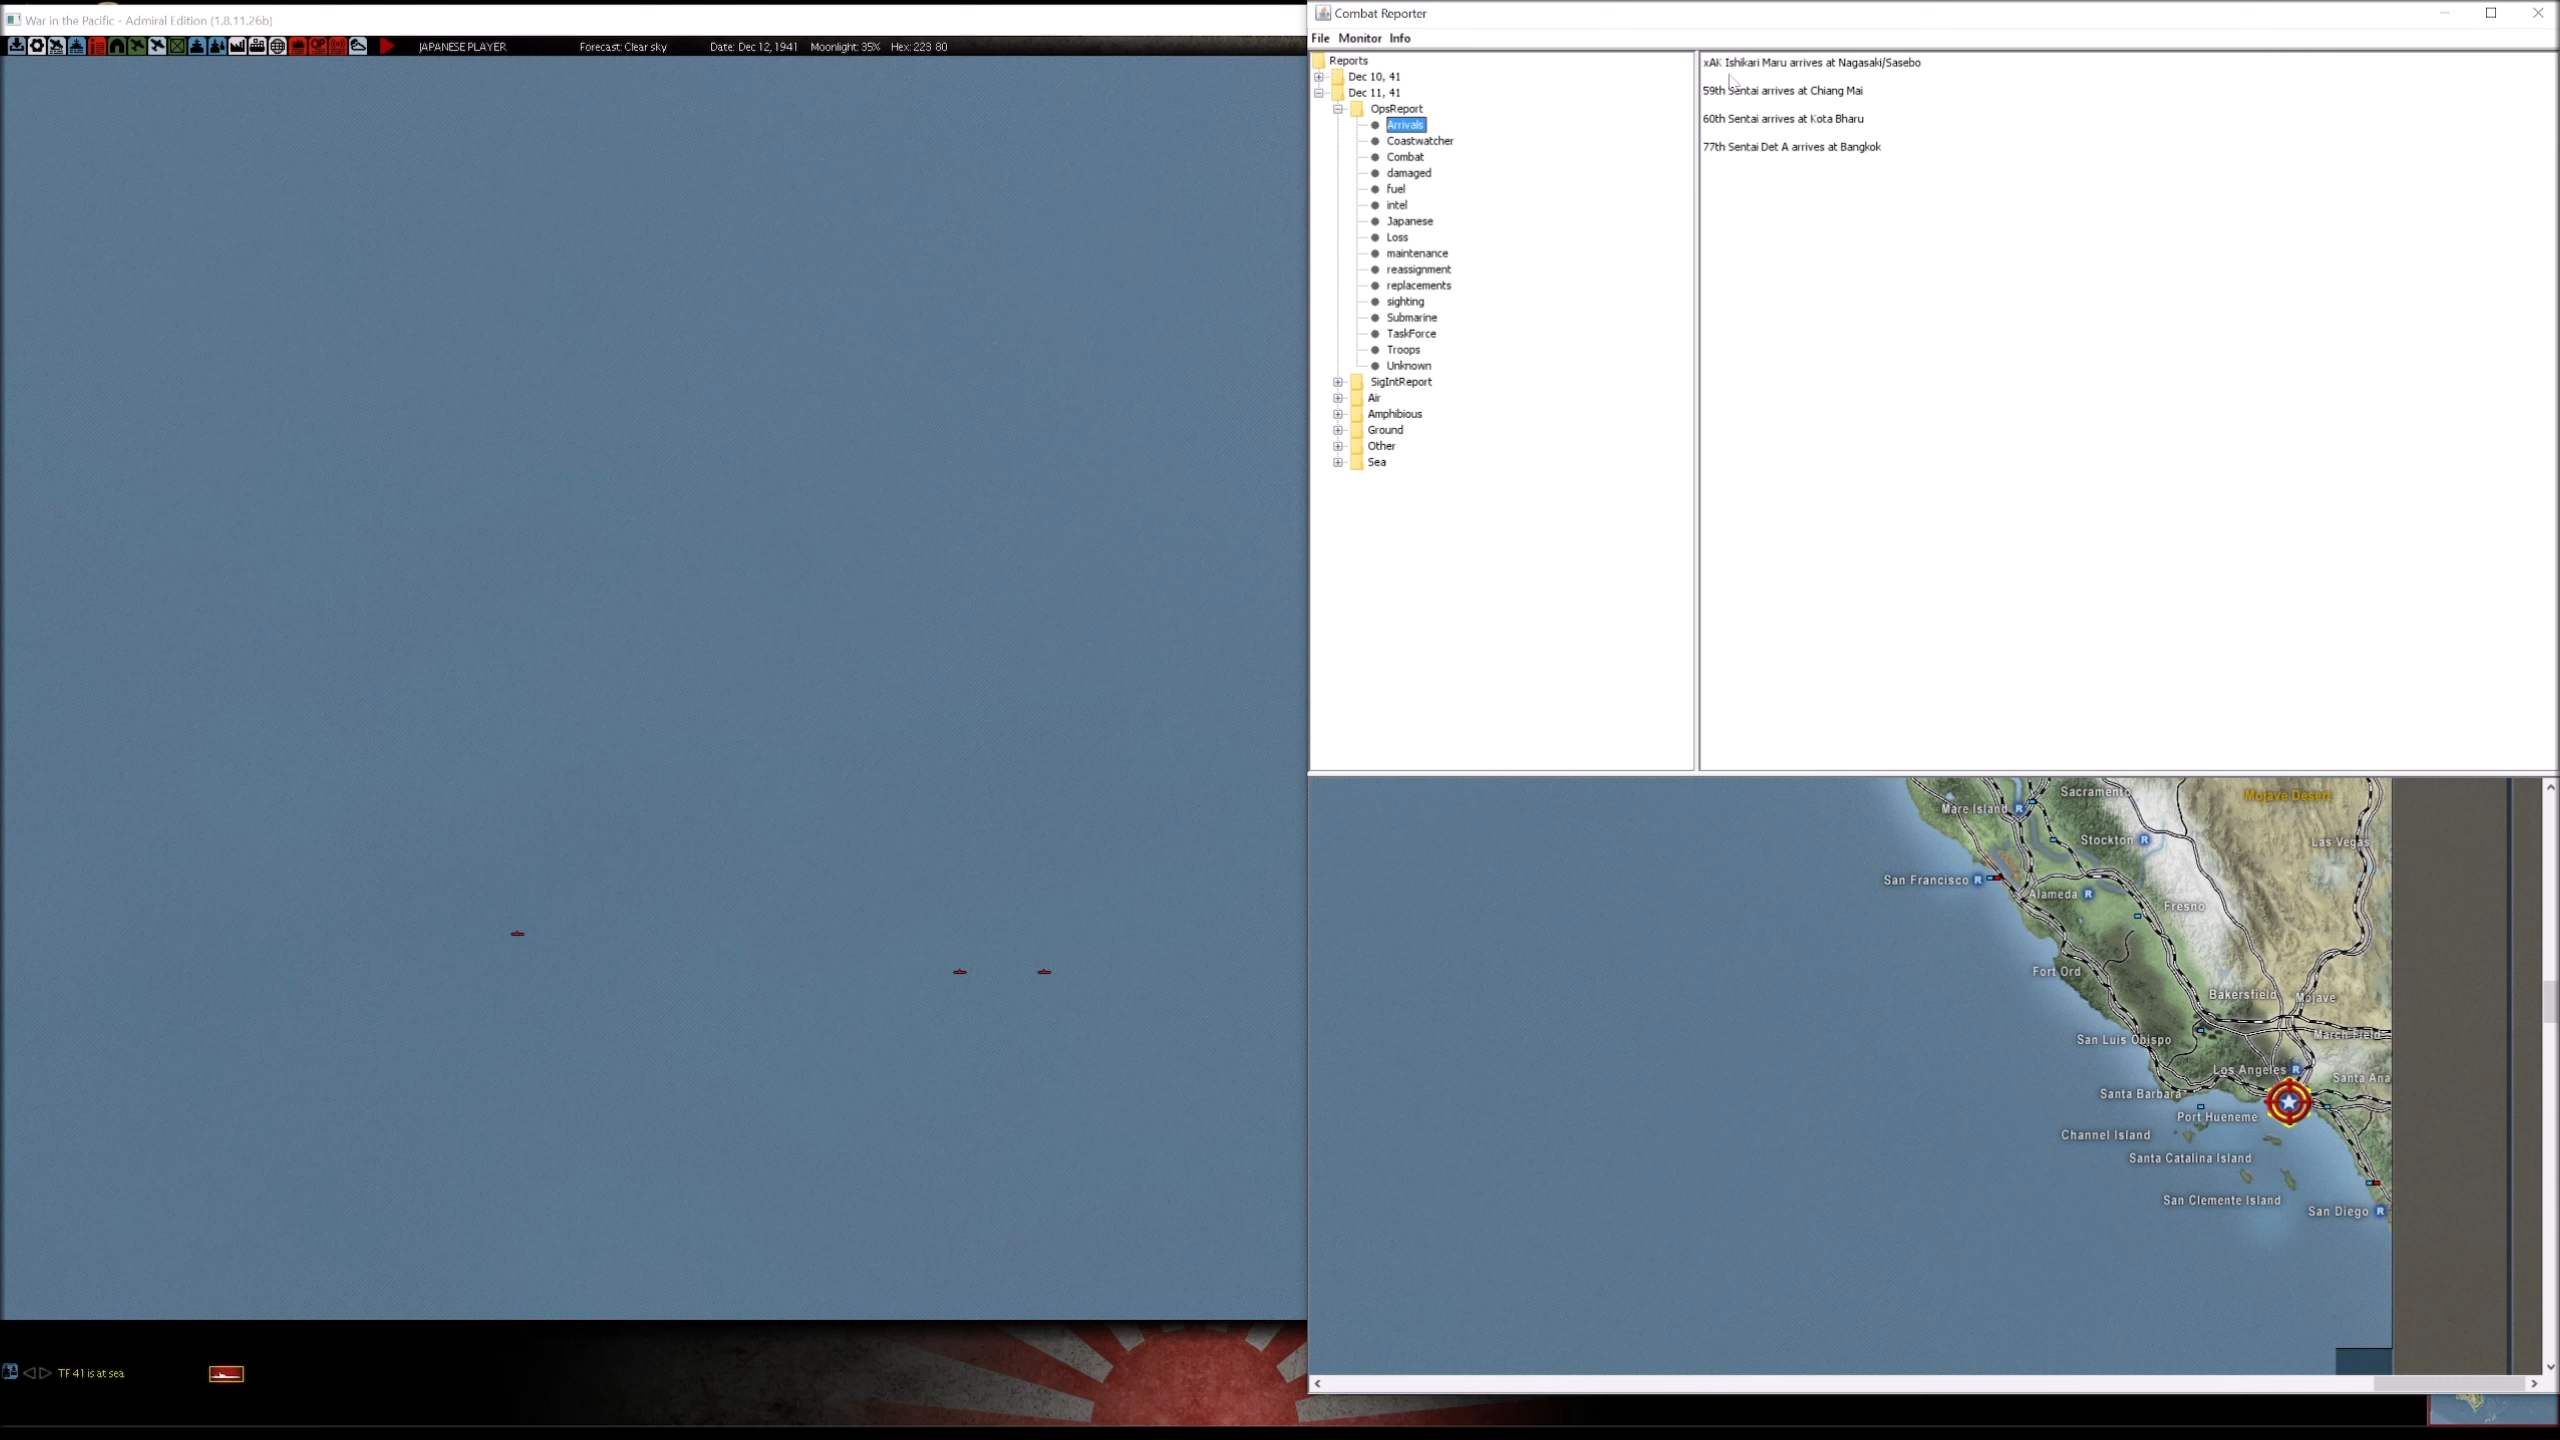 War in the Pacific - Admiral Edition (1.8.11.26b)
JAPANESE PLAYER
Forecast: Clear sky
Date: Dec 12, 1941
Moonlight: 35%
Hex: 223 80
TF 41 is at sea
Combat Reporter
File Monitor Info
Reports
Dec 10, 41
Dec 11, 41
OpsReport
Arrivals
Coastwatcher
Combat
damaged
fuel
intel
Japanese
Loss
maintenance
reassignment
replacements
sighting
Submarine
TaskForce
Troops
Unknown
SigIntReport
Air
Amphibious
Ground
Other
Sea
xAK Ishikari Maru arrives at Nagasaki/Sasebo
59th Sentai arrives at Chiang Mai
60th Sentai arrives at Kota Bharu
77th Sentai Det A arrives at Bangkok
Sacramento
Mojave Desert
Mare Island R
Stockton R
Las Vegas
San Francisco R
Alameda R
Fresno
Fort Ord
Bakersfield
Mojave
March Field
San Luis Obispo
Los Angeles R
Santa Ana
Santa Barbara
Port Hueneme
Channel Island
Santa Catalina Island
San Clemente Island
San Diego R